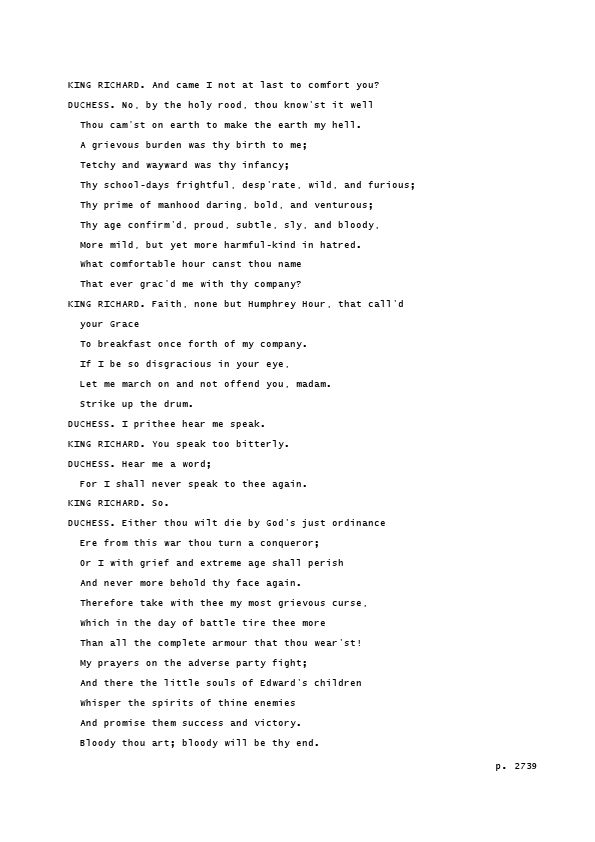 KING RICHARD. And came I not at last to comfort you?
DUCHESS. No, by the holy rood, thou know'st it well
Thou cam'st on earth to make the earth my hell.
A grievous burden was thy birth to me;
Tetchy and wayward was thy infancy;
Thy school-days frightful, desp'rate, wild, and furious;
Thy prime of manhood daring, bold, and venturous;
Thy age confirm'd, proud, subtle, sly, and bloody,
More mild, but yet more harmful-kind in hatred.
What comfortable hour canst thou name
That ever grac'd me with thy company?
KING RICHARD. Faith, none but Humphrey Hour, that call'd
your Grace
To breakfast once forth of my company.
If I be so disgracious in your eye,
Let me march on and not offend you, madam.
Strike up the drum.
DUCHESS. I prithee hear me speak.
KING RICHARD. You speak too bitterly.
DUCHESS. Hear me a word;
For I shall never speak to thee again.
KING RICHARD. So.
DUCHESS. Either thou wilt die by God's just ordinance
Ere from this war thou turn a conqueror;
Or I with grief and extreme age shall perish
And never more behold thy face again.
Therefore take with thee my most grievous curse,
Which in the day of battle tire thee more
Than all the complete armour that thou wear'st!
My prayers on the adverse party fight;
And there the little souls of Edward's children
Whisper the spirits of thine enemies
And promise them success and victory.
Bloody thou art; bloody will be thy end.
p. 2739